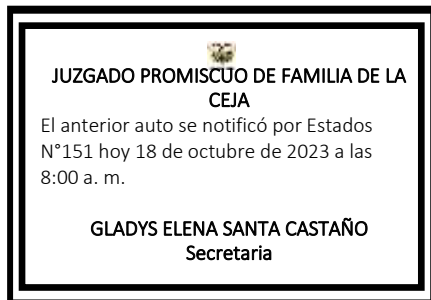 JUZGADO PROMISCUO DE FAMILIA DE LA
CEJA
El anterior auto se notificó por Estados
N°151 hoy 18 de octubre de 2023 a las
8:00 a. m.
GLADYS ELENA SANTA CASTAÑO
Secretaria